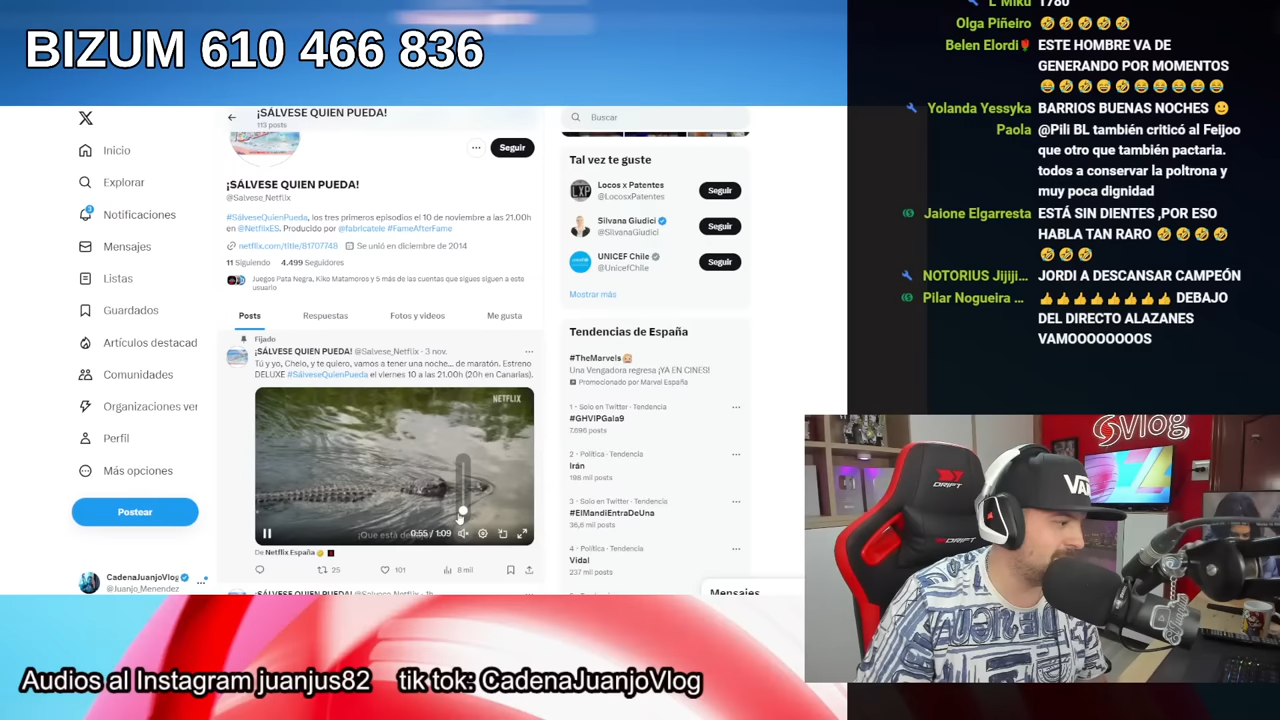 BIZUM 610 466 836
¡SÁLVESE QUIEN PUEDA!
113 posts
Inicio
Explorar
3
Notificaciones
Mensajes
Listas
Guardados
Artículos destacad
Comunidades
Organizaciones ver
Perfil
Más opciones
Postear
CadenaJuanjoVlog
@Juanjo_Menendez
Seguir
¡SÁLVESE QUIEN PUEDA!
@Salvese_Netflix
#SálveseQuienPueda, los tres primeros episodios el 10 de noviembre a las 21.00h
en @NetflixES. Producido por @fabricatele #FameAfterFame
netflix.com/title/81707748 Se unió en diciembre de 2014
11 Siguiendo 4.499 Seguidores
Juegos Pata Negra, Kiko Matamoros y 5 más de las cuentas que sigues siguen a este
usuario
Posts Respuestas Fotos y videos Me gusta
Fijado
¡SÁLVESE QUIEN PUEDA! @Salvese_Netflix · 3 nov.
Tú y yo, Chelo, y te quiero, vamos a tener una noche... de maratón. Estreno
DELUXE #SálveseQuienPueda el viernes 10 a las 21.00h (20h en Canarias).
NETFLIX
0:55 / 1:09
De Netflix España
25 101 8 mil
¡SÁLVESE QUIEN PUEDA! @Salvese_Netflix · 1h
Buscar
Tal vez te guste
Locos x Patentes
@LocosxPatentes
Seguir
Silvana Giudici
@SilvanaGiudici
Seguir
UNICEF Chile
@UnicefChile
Seguir
Mostrar más
Tendencias de España
#TheMarvels
Una Vengadora regresa ¡YA EN CINES!
Promocionado por Marvel España
1 · Solo en Twitter · Tendencia
#GHVIPGala9
7.696 posts
2 · Política · Tendencia
Irán
198 mil posts
3 · Solo en Twitter · Tendencia
#ElMandiEntraDeUna
36,6 mil posts
4 · Política · Tendencia
Vidal
237 mil posts
Mensajes
L Miku 1780
Olga Piñeiro 🤣🤣🤣🤣🤣
Belen Elordi🌹 ESTE HOMBRE VA DE
GENERANDO POR MOMENTOS
😂🤣🤣😅🤣😂😂😂😂
Yolanda Yessyka BARRIOS BUENAS NOCHES 🙂
Paola @Pili BL también criticó al Feijoo
que otro que también pactaria.
todos a conservar la poltrona y
muy poca dignidad
Jaione Elgarresta ESTÁ SIN DIENTES ,POR ESO
HABLA TAN RARO 🤣🤣🤣🤣
🤣🤣🤣
NOTORIUS Jijiji... JORDI A DESCANSAR CAMPEÓN
Pilar Nogueira ... 👍👍👍👍👍👍👍👍 DEBAJO
DEL DIRECTO ALAZANES
VAMOOOOOOOS
GVlog
DRIFT
DRIFT
VAN
Audios al Instagram juanjus82 tik tok: CadenaJuanjoVlog